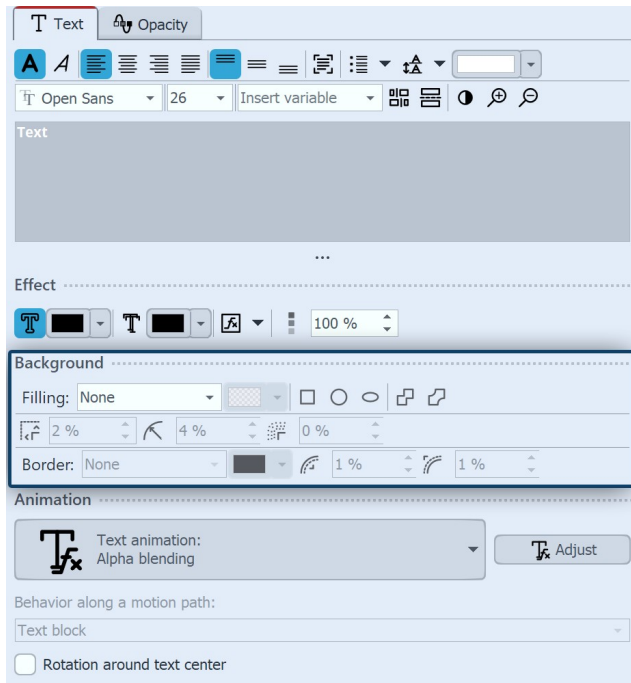 Text Opacity
Open Sans 26 Insert variable
Text
...
Effect
100 %
Background
Filling: None
2 % 4 % 0 %
Border: None 1 % 1 %
Animation
Text animation:
Alpha blending
Adjust
Behavior along a motion path:
Text block
Rotation around text center